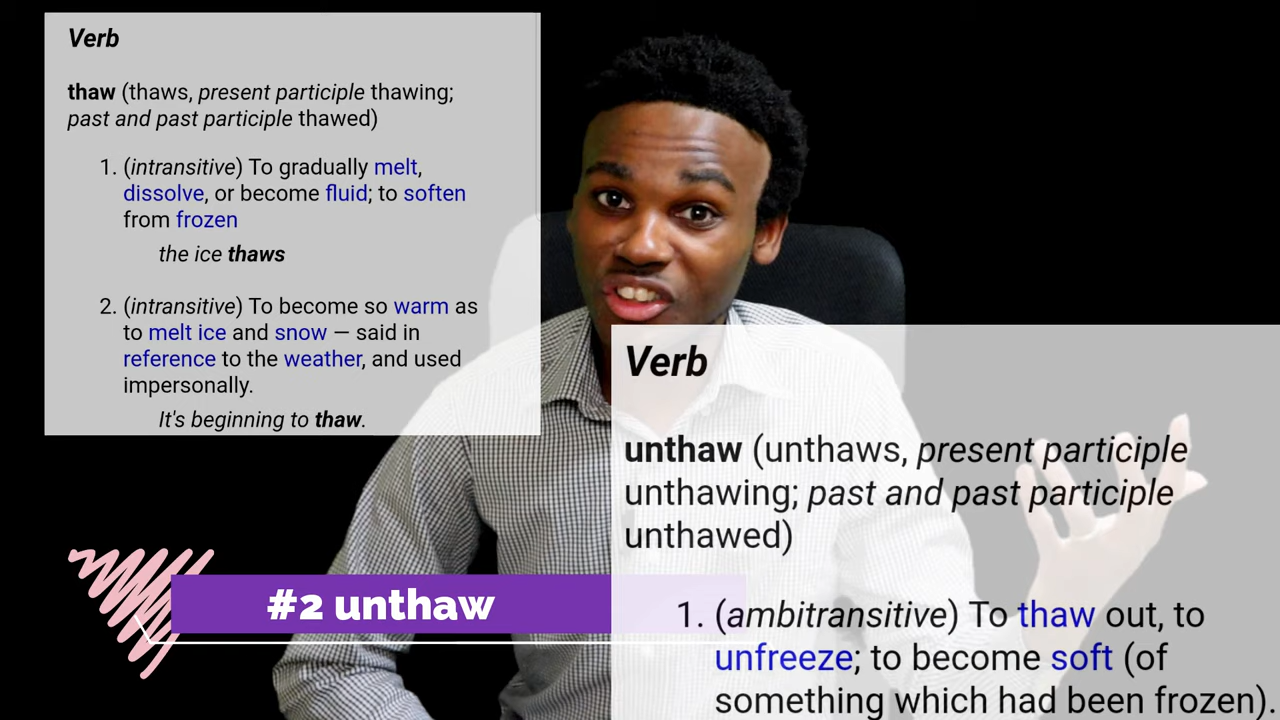 Verb
thaw (thaws, present participle thawing;
past and past participle thawed)
1. (intransitive) To gradually melt,
dissolve, or become fluid; to soften
from frozen
the ice thaws
2. (intransitive) To become so warm as
to melt ice and snow — said in
reference to the weather, and used
impersonally.
It's beginning to thaw.
Verb
unthaw (unthaws, present participle
unthawing; past and past participle
unthawed)
1. (ambitransitive) To thaw out, to
unfreeze; to become soft (of
something which had been frozen).
#2 unthaw